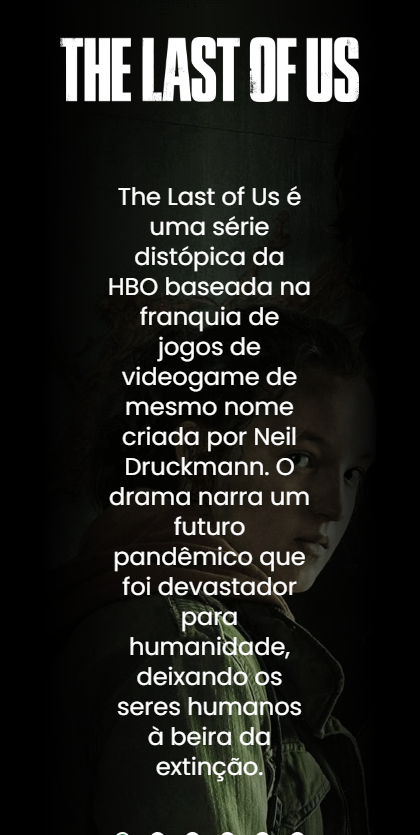 THE LAST OF US
The Last of Us é
uma série
distópica da
HBO baseada na
franquia de
jogos de
videogame de
mesmo nome
criada por Neil
Druckmann. O
drama narra um
futuro
pandêmico que
foi devastador
para
humanidade,
deixando os
seres humanos
à beira da
extinção.